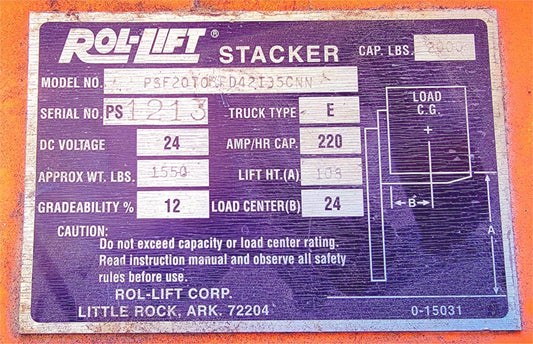 ROL-LIFT® STACKER CAP. LBS. 2000
MODEL NO.
SERIAL NO. PS 1213 TRUCK TYPE E
DC VOLTAGE 24 AMP/HR CAP. 220
APPROX WT. LBS. 1550 LIFT HT.(A)
GRADEABILITY % 12 LOAD CENTER(B) 24
LOAD
C.G.
B
A
CAUTION:
Do not exceed capacity or load center rating.
Read instruction manual and observe all safety
rules before use.
ROL-LIFT CORP.
LITTLE ROCK, ARK. 72204
0-15031